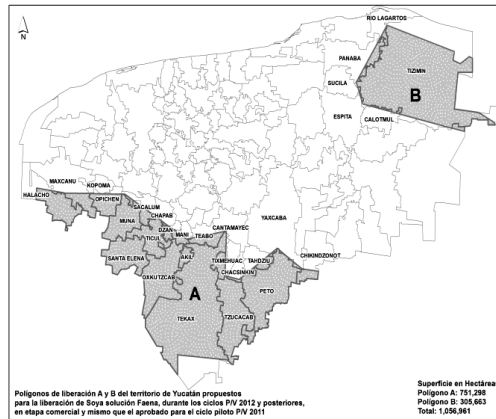 N
RIO LAGARTOS
PANABA
TIZIMIN
SUCILA
B
ESPITA
CALOTMUL
MAXCANU
KOPOMA
HALACHO
OPICHEN
SACALUM
CHAPAB
MUNA
DZAN
MANI
TEABO
CANTAMAYEC
YAXCABA
TICUL
SANTA ELENA
AKIL
TIXMEHUAC
TAHDZIU
CHIKINDZONOT
CHACSINKIN
OXKUTZCAB
A
PETO
TEKAX
TZUCACAB
Polígonos de liberación A y B del territorio de Yucatán propuestos
para la liberación de Soya solución Faena, durante los ciclos P/V 2012 y posteriores,
en etapa comercial y mismo que el aprobado para el ciclo piloto P/V 2011
Superficie en Hectáreas
Polígono A: 751,298
Polígono B: 305,663
Total: 1,056,961